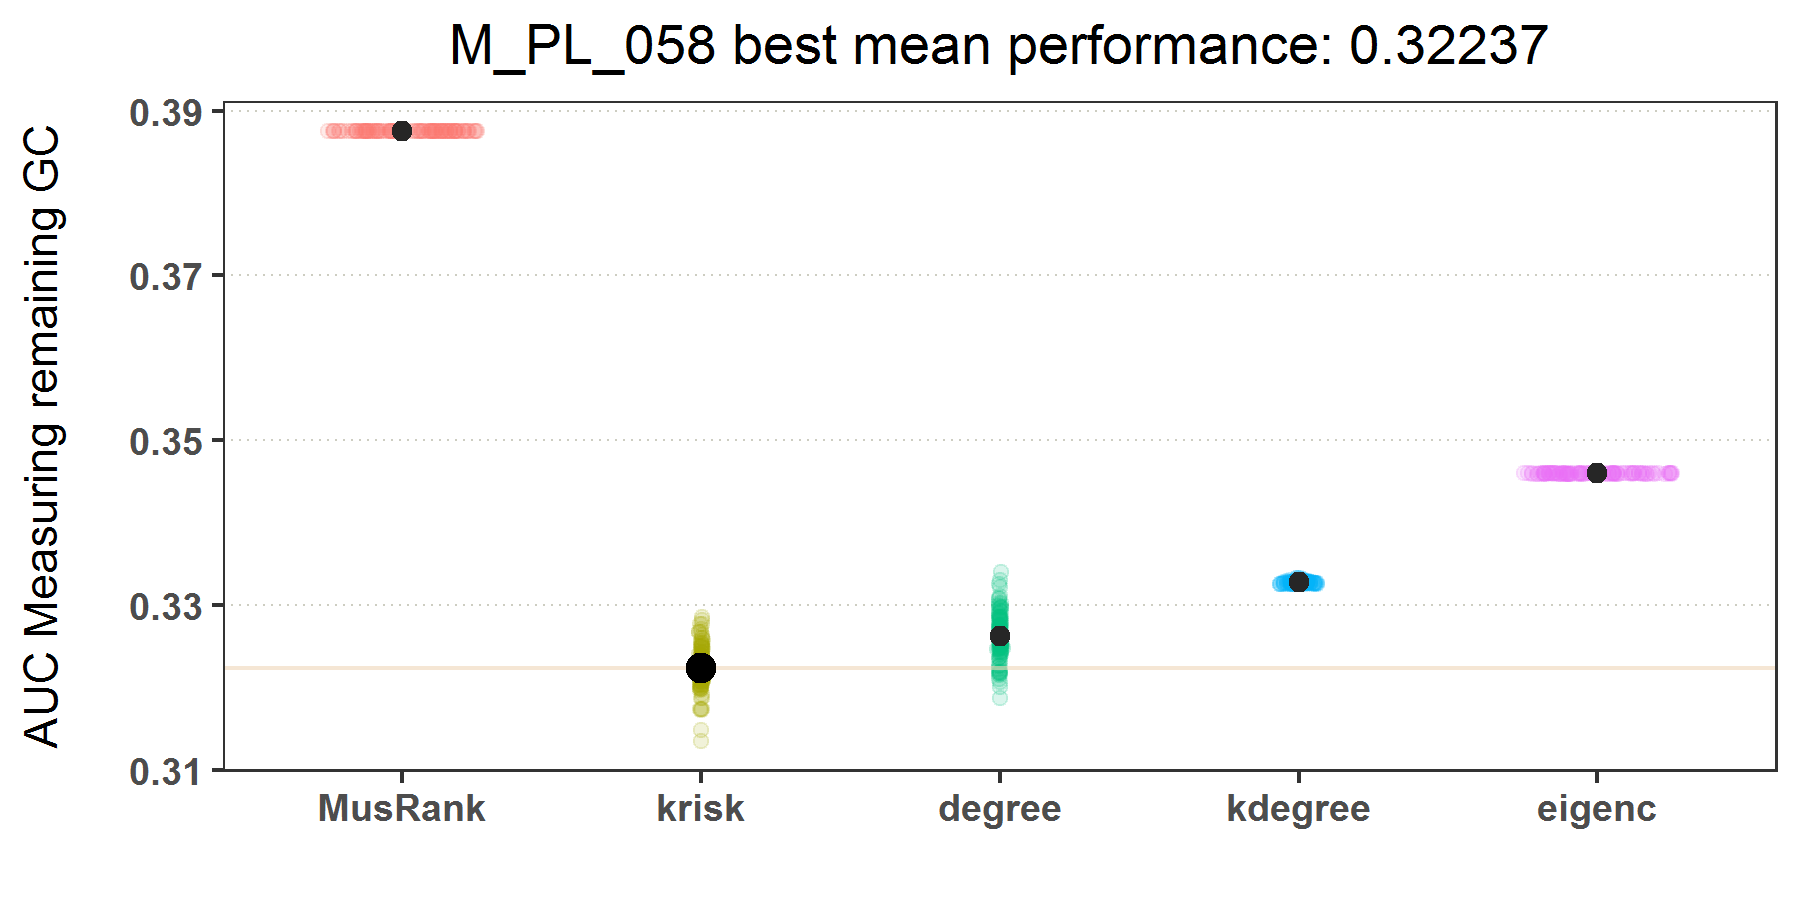 M_PL_058 best mean performance: 0.32237
AUC Measuring remaining GC
0.39
0.37
0.35
0.33
0.31
MusRank krisk degree kdegree eigenc